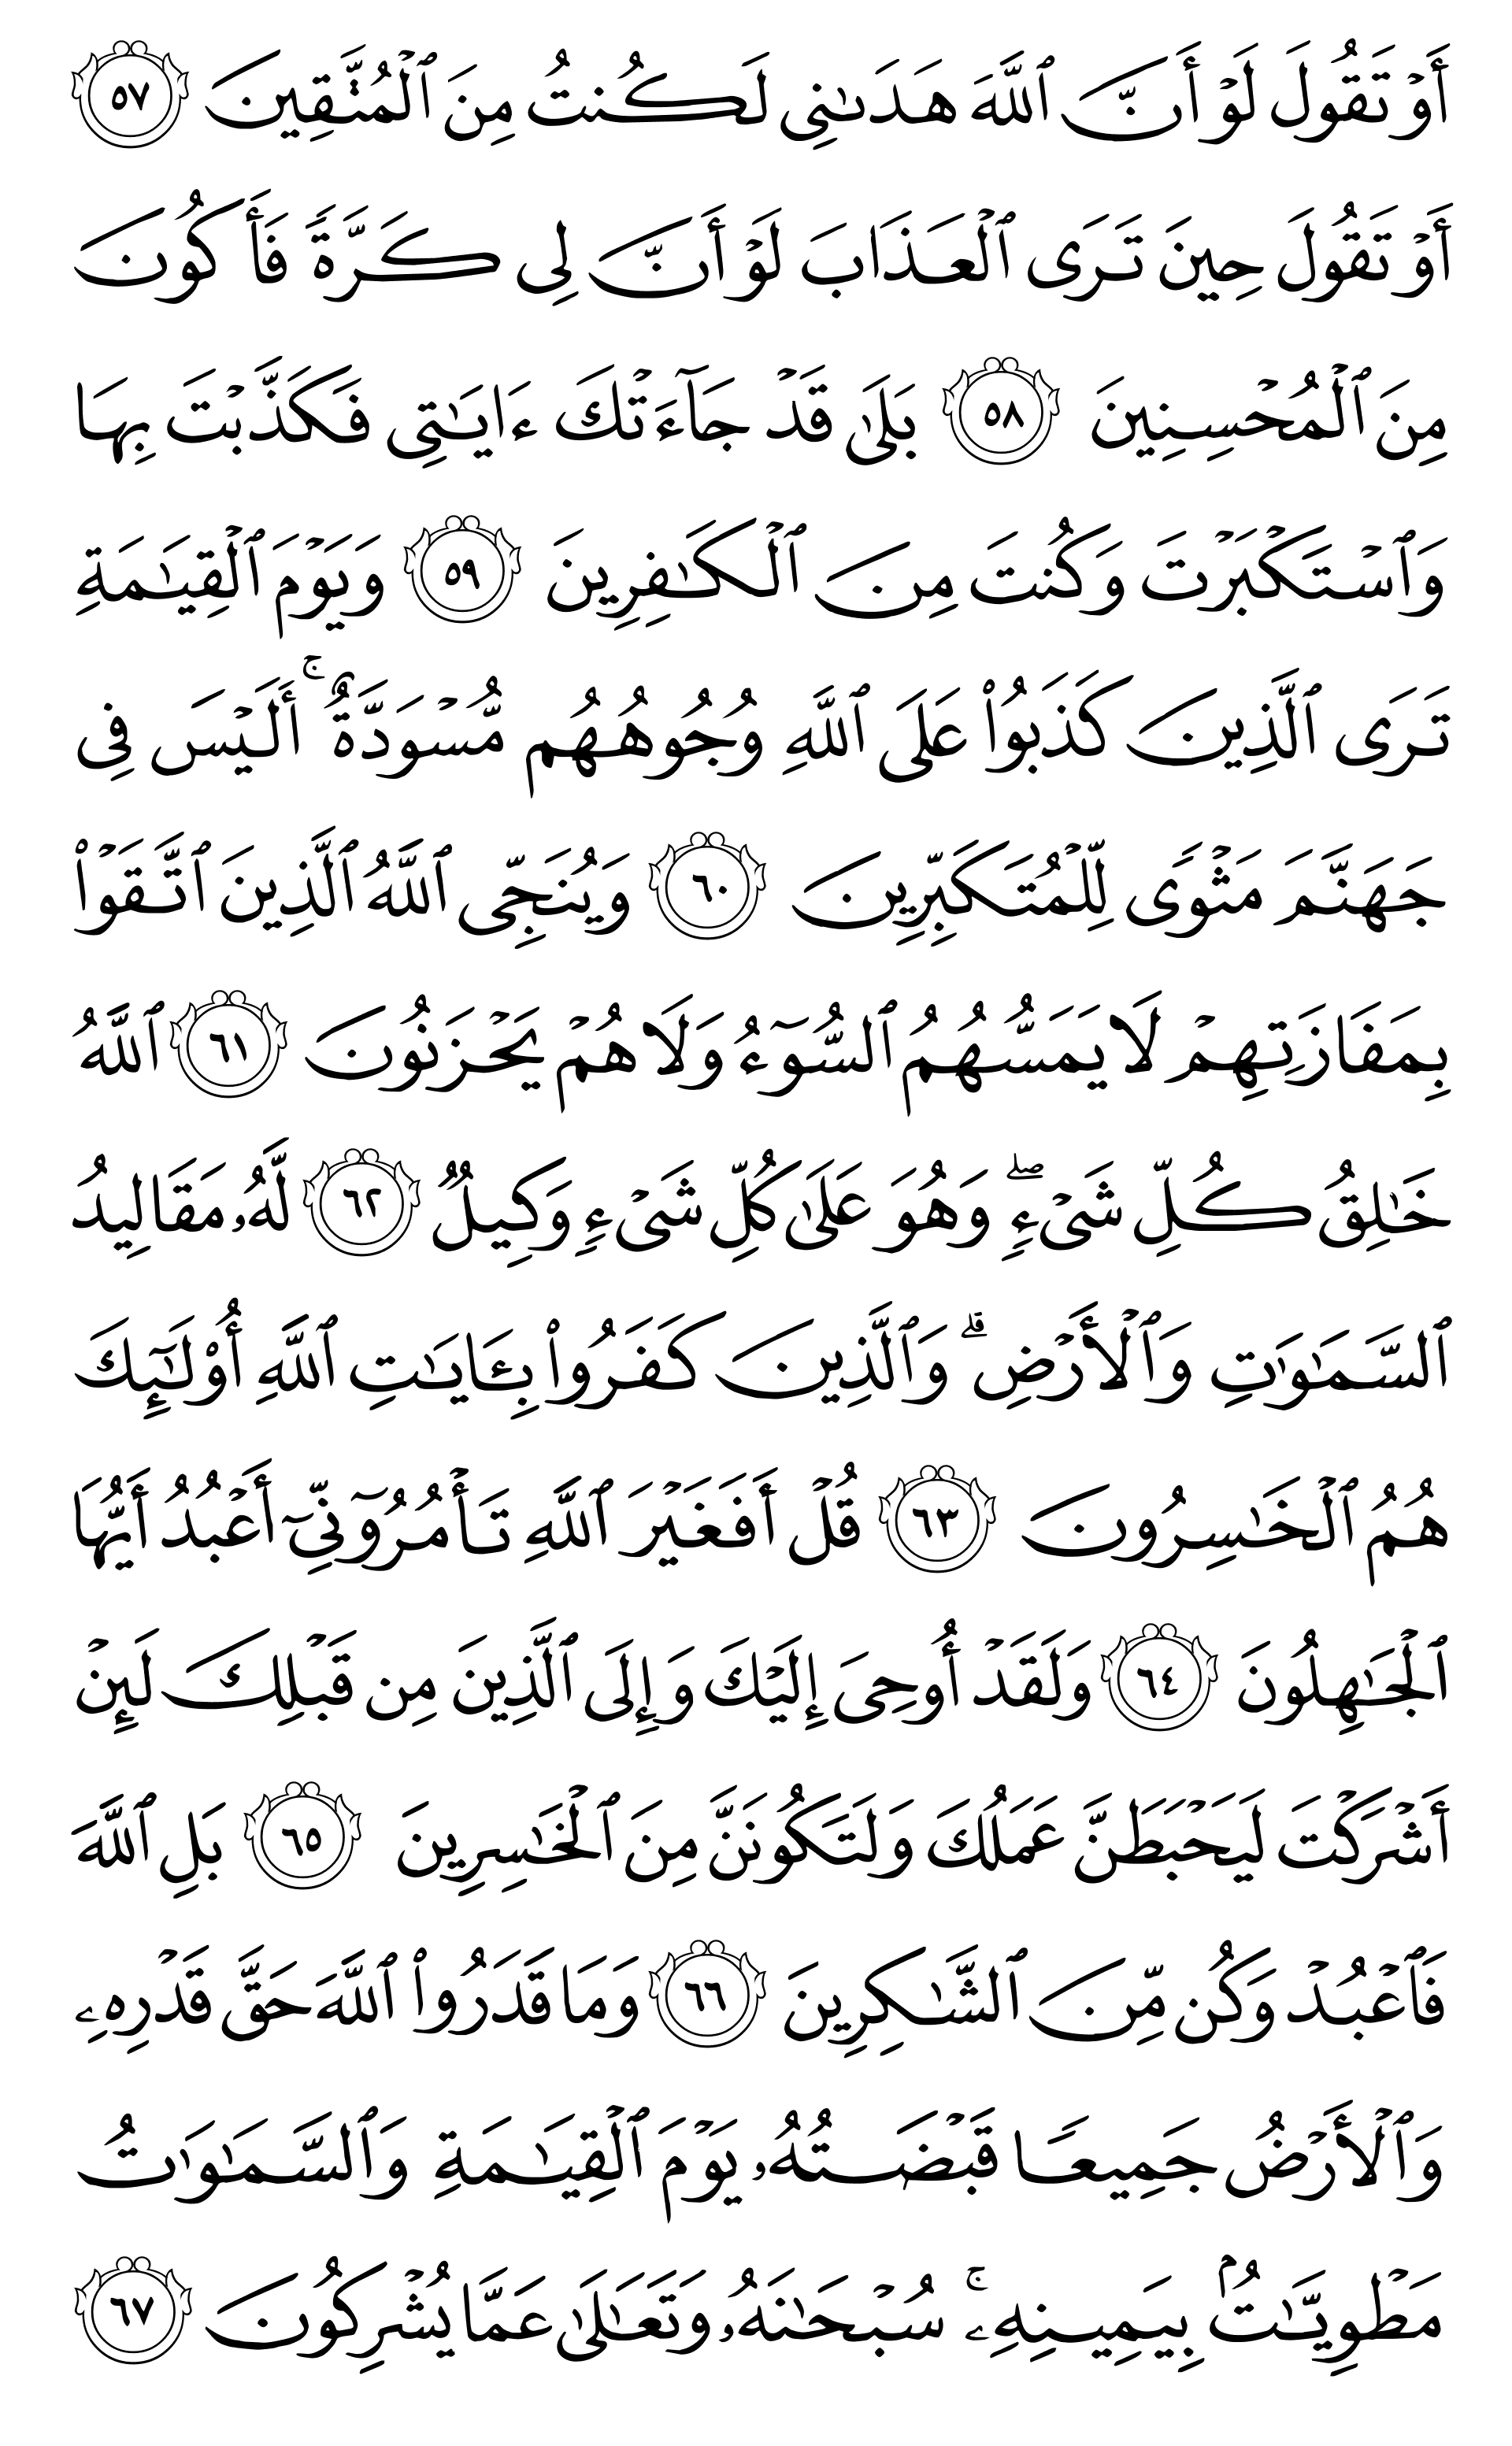 أَوۡ تَقُولَ لَوۡ أَنَّ ٱللَّهَ هَدَىٰنِي لَكُنتُ مِنَ ٱلۡمُتَّقِينَ ٥٧
أَوۡ تَقُولَ حِينَ تَرَى ٱلۡعَذَابَ لَوۡ أَنَّ لِي كَرَّةٗ فَأَكُونَ
مِنَ ٱلۡمُحۡسِنِينَ ٥٨ بَلَىٰ قَدۡ جَآءَتۡكَ ءَايَٰتِي فَكَذَّبۡتَ بِهَا
وَٱسۡتَكۡبَرۡتَ وَكُنتَ مِنَ ٱلۡكَٰفِرِينَ ٥٩ وَيَوۡمَ ٱلۡقِيَٰمَةِ
تَرَى ٱلَّذِينَ كَذَبُواْ عَلَى ٱللَّهِ وُجُوهُهُم مُّسۡوَدَّةٌۚ أَلَيۡسَ فِي
جَهَنَّمَ مَثۡوٗى لِّلۡمُتَكَبِّرِينَ ٦٠ وَيُنَجِّي ٱللَّهُ ٱلَّذِينَ ٱتَّقَوۡاْ
بِمَفَازَتِهِمۡ لَا يَمَسُّهُمُ ٱلسُّوٓءُ وَلَا هُمۡ يَحۡزَنُونَ ٦١ ٱللَّهُ
خَٰلِقُ كُلِّ شَيۡءٖۖ وَهُوَ عَلَىٰ كُلِّ شَيۡءٖ وَكِيلٞ ٦٢ لَّهُۥ مَقَالِيدُ
ٱلسَّمَٰوَٰتِ وَٱلۡأَرۡضِۗ وَٱلَّذِينَ كَفَرُواْ بِـَٔايَٰتِ ٱللَّهِ أُوْلَٰٓئِكَ
هُمُ ٱلۡخَٰسِرُونَ ٦٣ قُلۡ أَفَغَيۡرَ ٱللَّهِ تَأۡمُرُوٓنِّيٓ أَعۡبُدُ أَيُّهَا
ٱلۡجَٰهِلُونَ ٦٤ وَلَقَدۡ أُوحِيَ إِلَيۡكَ وَإِلَى ٱلَّذِينَ مِن قَبۡلِكَ لَئِنۡ
أَشۡرَكۡتَ لَيَحۡبَطَنَّ عَمَلُكَ وَلَتَكُونَنَّ مِنَ ٱلۡخَٰسِرِينَ ٦٥ بَلِ ٱللَّهَ
فَٱعۡبُدۡ وَكُن مِّنَ ٱلشَّٰكِرِينَ ٦٦ وَمَا قَدَرُواْ ٱللَّهَ حَقَّ قَدۡرِهِۦ
وَٱلۡأَرۡضُ جَمِيعٗا قَبۡضَتُهُۥ يَوۡمَ ٱلۡقِيَٰمَةِ وَٱلسَّمَٰوَٰتُ
مَطۡوِيَّٰتُۢ بِيَمِينِهِۦۚ سُبۡحَٰنَهُۥ وَتَعَٰلَىٰ عَمَّا يُشۡرِكُونَ ٦٧